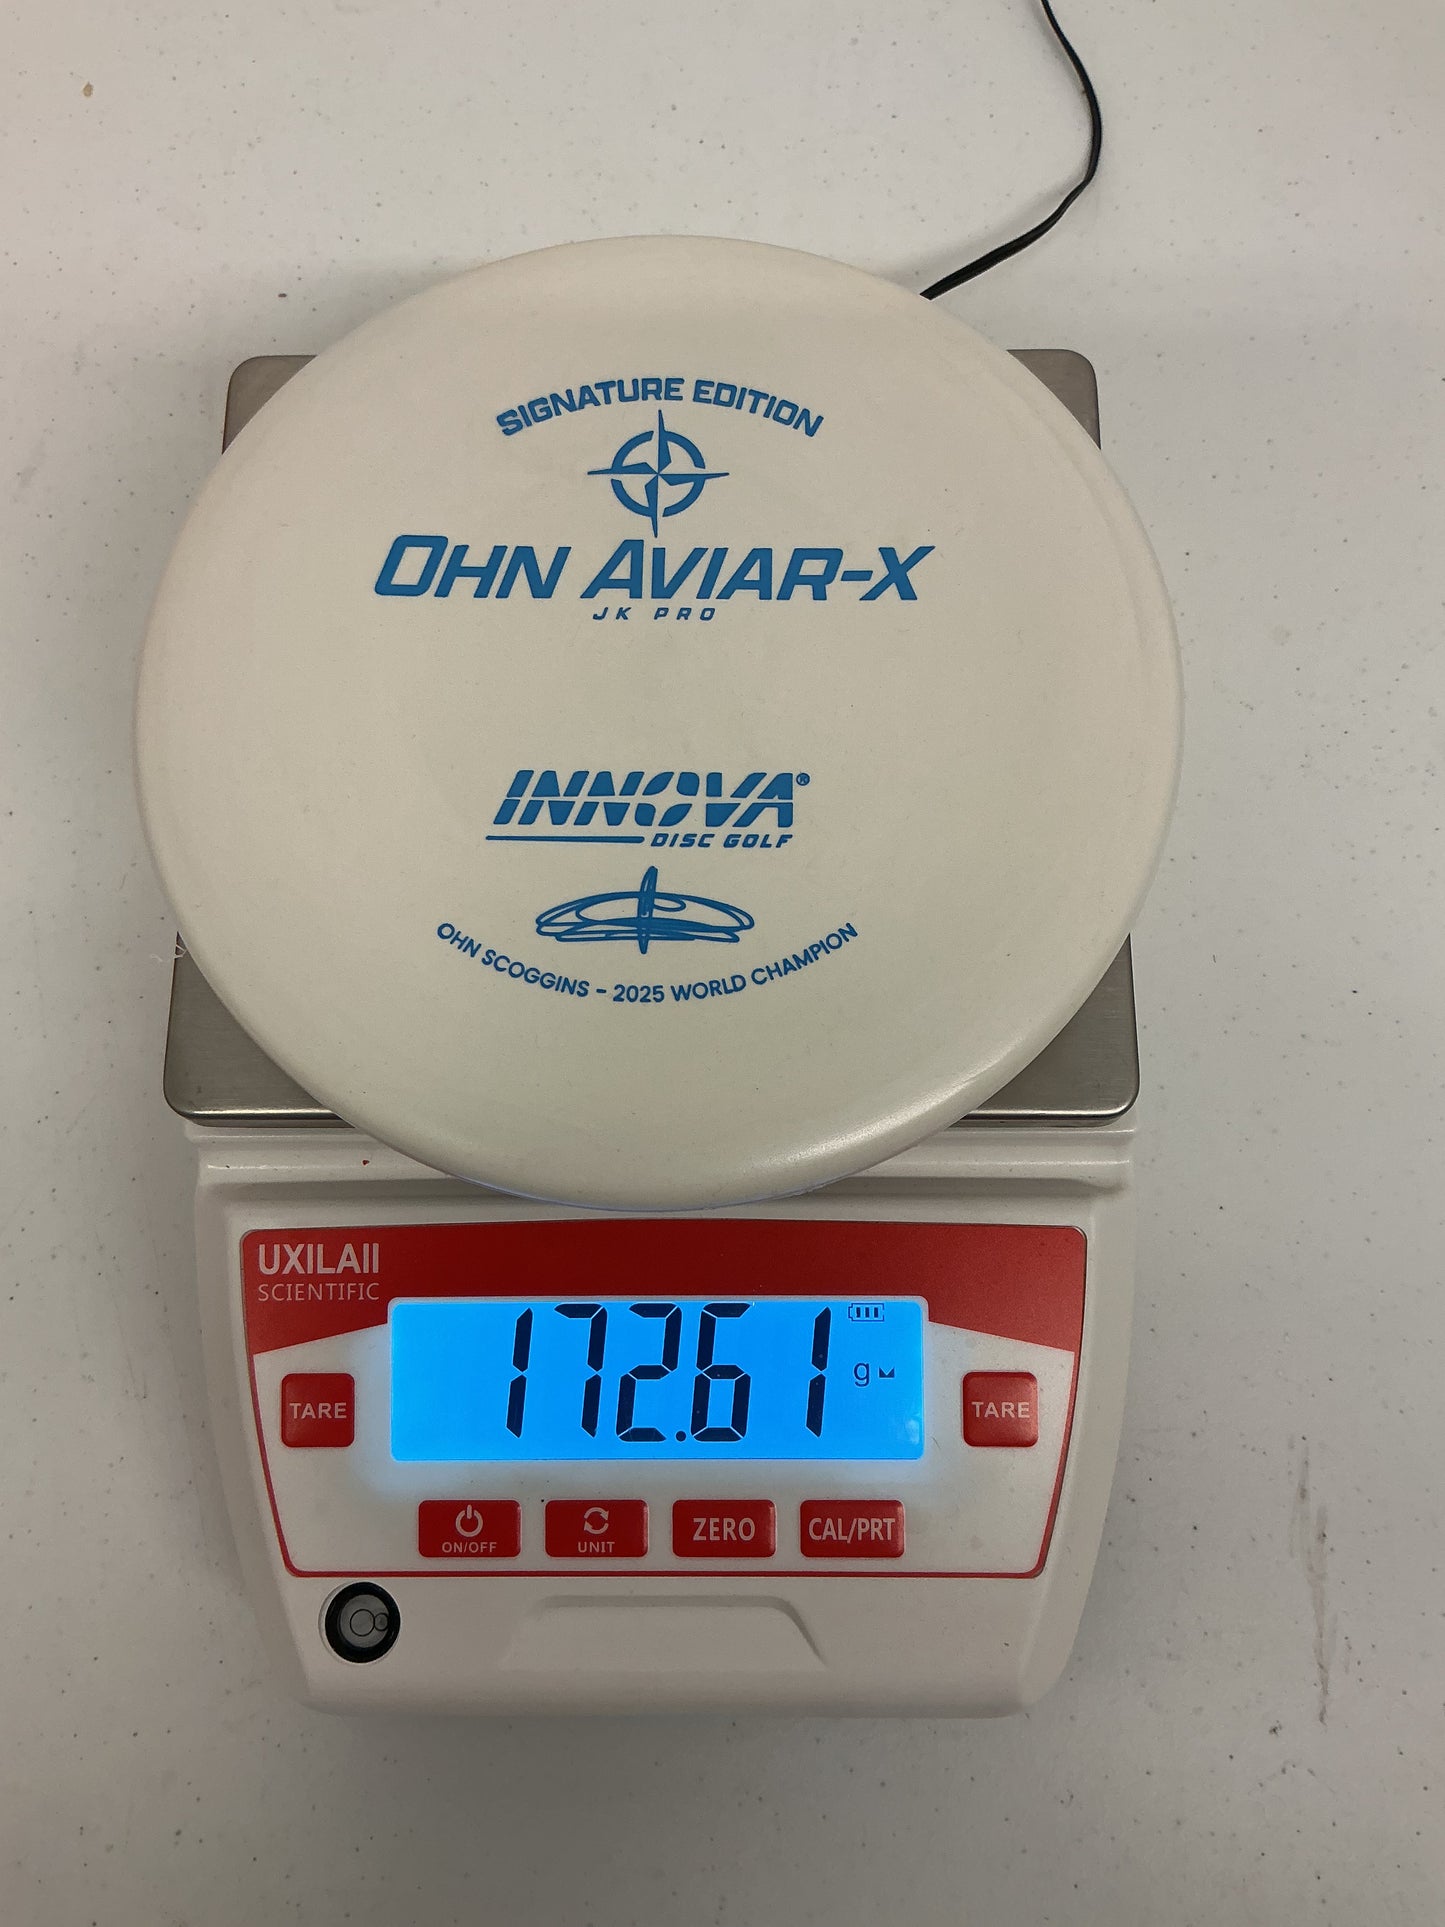 SIGNATURE EDITION
OHN AVIAR-X
JK PRO
INNOVA®
DISC GOLF
OHN SCOGGINS - 2025 WORLD CHAMPION
UXILAII
SCIENTIFIC
172.61 g
TARE
TARE
ON/OFF
UNIT
ZERO
CAL/PRT